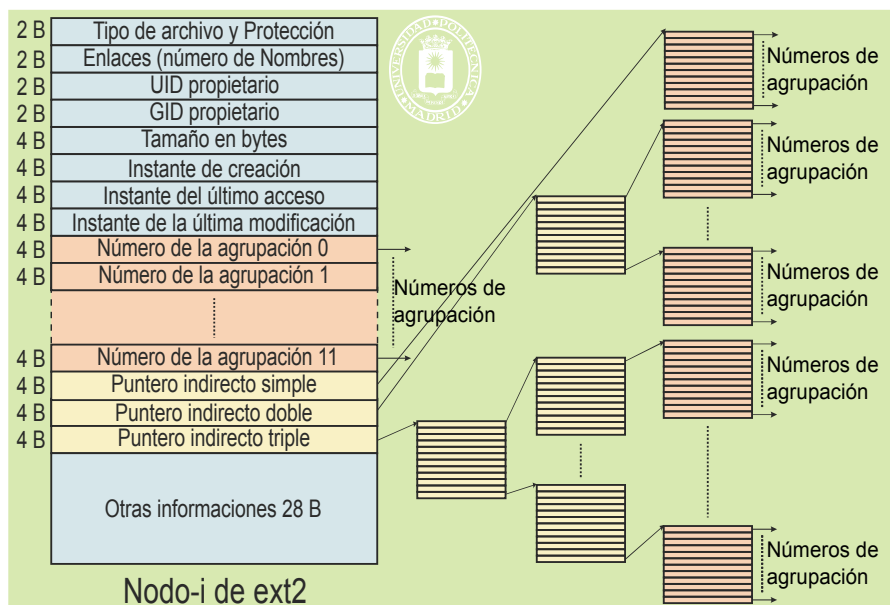 2 B Tipo de archivo y Protección
2 B Enlaces (número de Nombres)
2 B UID propietario
2 B GID propietario
4 B Tamaño en bytes
4 B Instante de creación
4 B Instante del último acceso
4 B Instante de la última modificación
4 B Número de la agrupación 0
4 B Número de la agrupación 1
Números de
agrupación
4 B Número de la agrupación 11
4 B Puntero indirecto simple
4 B Puntero indirecto doble
4 B Puntero indirecto triple
Otras informaciones 28 B
Nodo-i de ext2
UNIVERSIDAD POLITÉCNICA
MADRID
Números de
agrupación
Números de
agrupación
Números de
agrupación
Números de
agrupación
Números de
agrupación